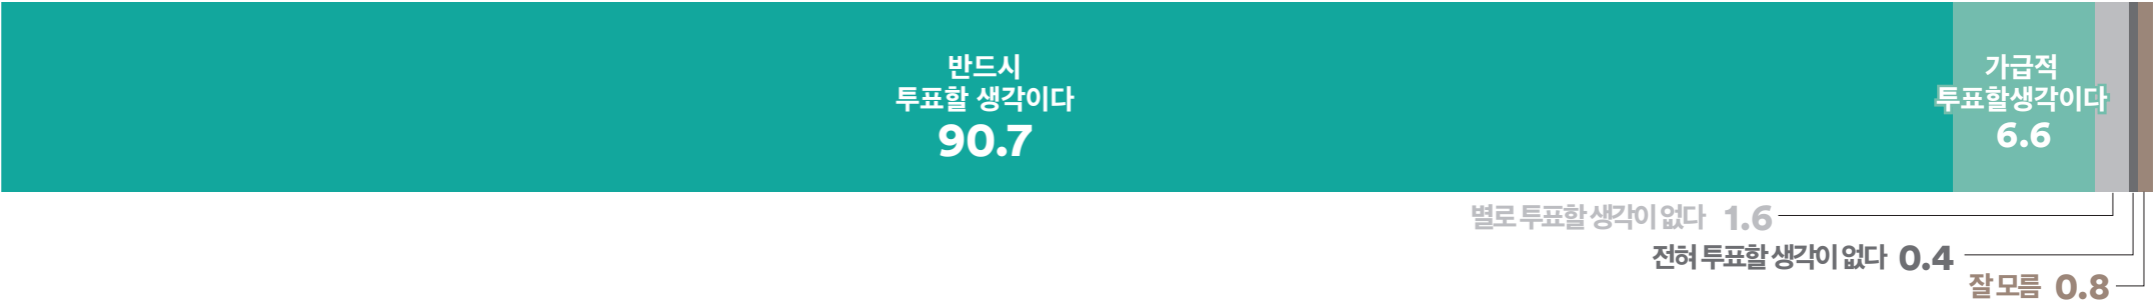 반드시
투표할 생각이다
90.7
가급적
투표할생각이다
6.6
별로 투표할 생각이 없다 1.6
전혀 투표할 생각이 없다 0.4
잘 모름 0.8